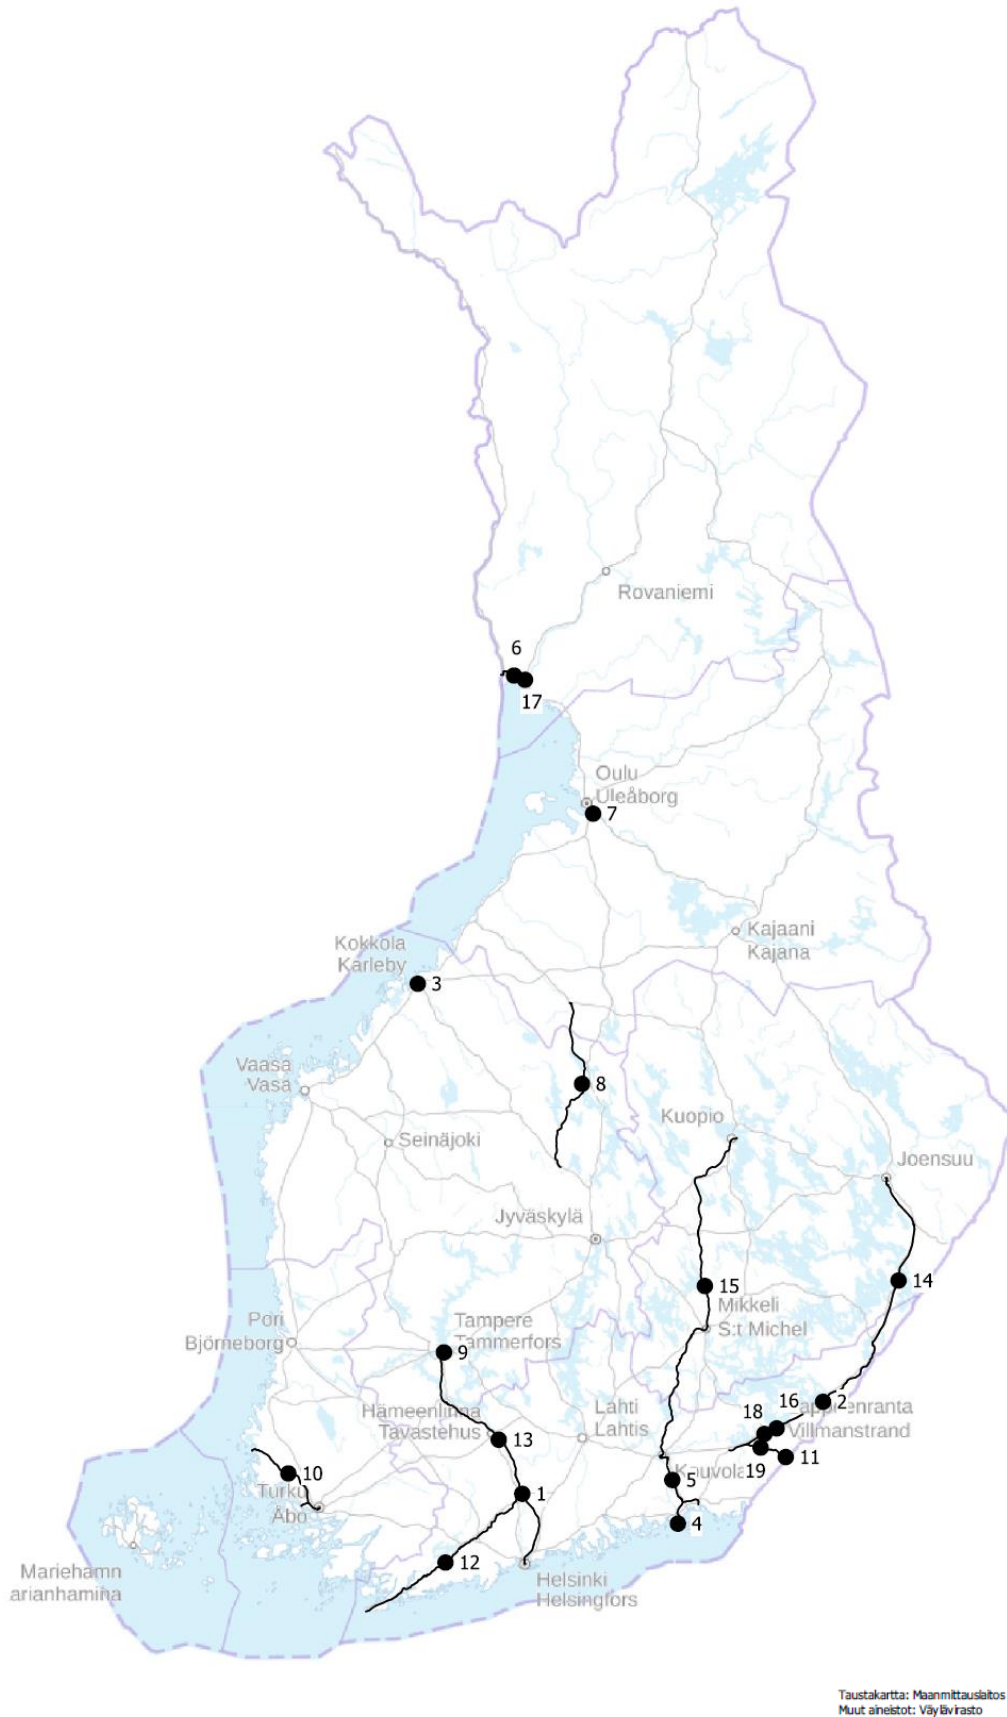 Rovaniemi
6
17
Oulu
Uleåborg
7
Kajaani
Kajana
Kokkola
Karleby
3
Vaasa
Vasa
8
Kuopio
Seinäjoki
Joensuu
Jyväskylä
14
15
Mikkeli
S:t Michel
Pori
Björneborg
Tampere
Tammerfors
9
2
16
18
Hämeenlinna
Tavastehus
Lahti
Lahtis
Villmanstrand
13
19
11
10
Kouvola
5
Turku
Åbo
1
4
12
Mariehamn
arianhamina
Helsinki
Helsingfors
Taustakartta: Maanmittauslaitos
Muut aineistot: Väylävirasto